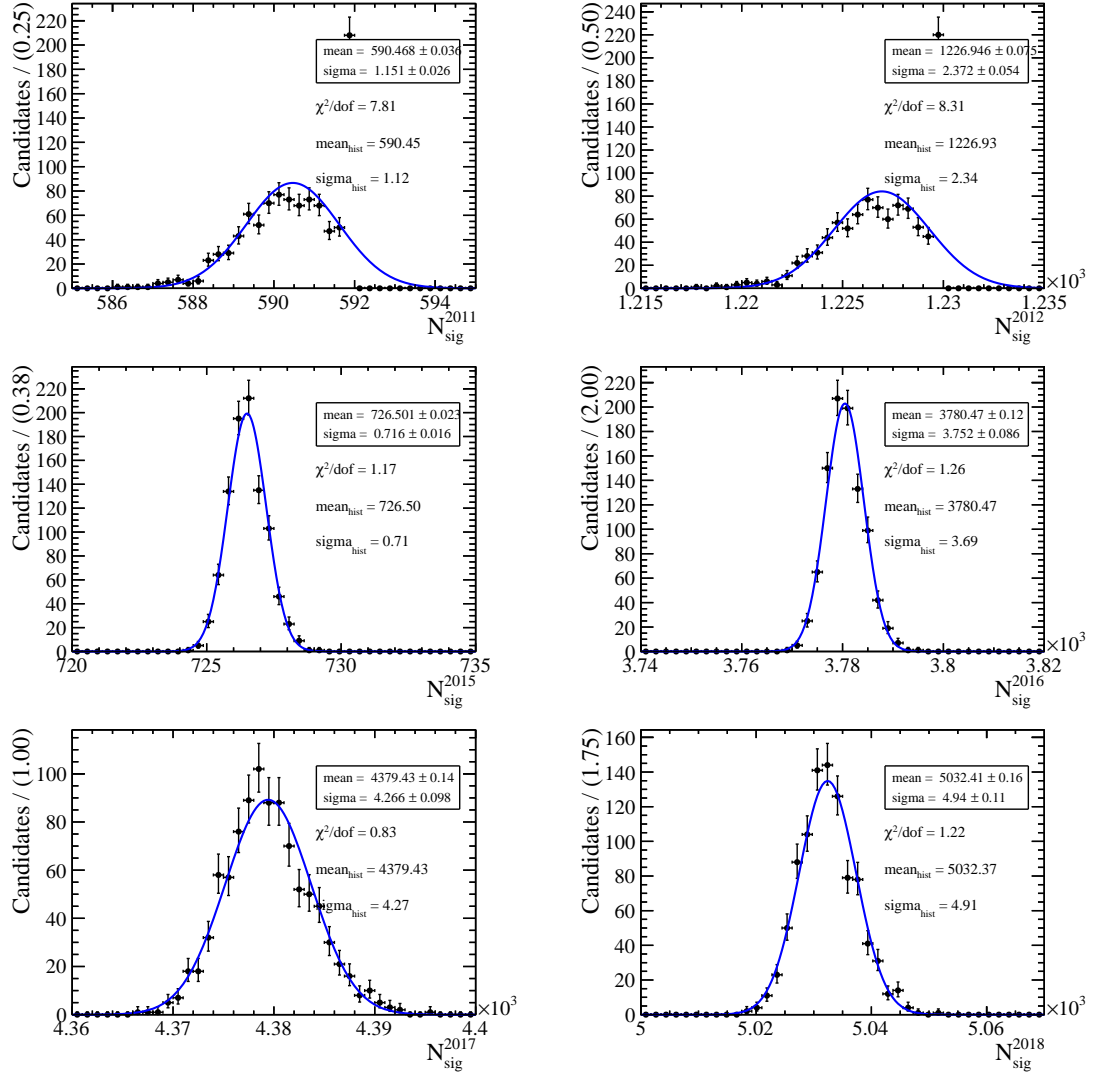 Candidates / (0.25)
220
200
180
160
140
120
100
80
60
40
20
0
mean = 590.468 ± 0.036
sigma = 1.151 ± 0.026
χ²/dof = 7.81
mean_hist = 590.45
sigma_hist = 1.12
586 588 590 592 594
N_sig^2011
Candidates / (0.50)
240
220
200
180
160
140
120
100
80
60
40
20
0
mean = 1226.946 ± 0.075
sigma = 2.372 ± 0.054
χ²/dof = 8.31
mean_hist = 1226.93
sigma_hist = 2.34
×10³
1.215 1.22 1.225 1.23 1.235
N_sig^2012
Candidates / (0.38)
220
200
180
160
140
120
100
80
60
40
20
0
mean = 726.501 ± 0.023
sigma = 0.716 ± 0.016
χ²/dof = 1.17
mean_hist = 726.50
sigma_hist = 0.71
720 725 730 735
N_sig^2015
Candidates / (2.00)
220
200
180
160
140
120
100
80
60
40
20
0
mean = 3780.47 ± 0.12
sigma = 3.752 ± 0.086
χ²/dof = 1.26
mean_hist = 3780.47
sigma_hist = 3.69
×10³
3.74 3.76 3.78 3.8 3.82
N_sig^2016
Candidates / (1.00)
100
80
60
40
20
0
mean = 4379.43 ± 0.14
sigma = 4.266 ± 0.098
χ²/dof = 0.83
mean_hist = 4379.43
sigma_hist = 4.27
×10³
4.36 4.37 4.38 4.39 4.4
N_sig^2017
Candidates / (1.75)
160
140
120
100
80
60
40
20
0
mean = 5032.41 ± 0.16
sigma = 4.94 ± 0.11
χ²/dof = 1.22
mean_hist = 5032.37
sigma_hist = 4.91
×10³
5 5.02 5.04 5.06
N_sig^2018